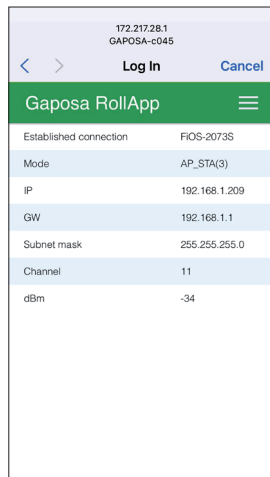 172.217.28.1
GAPOSA-c045
Log In Cancel
Gaposa RollApp
Established connection FiOS-2073S
Mode AP_STA(3)
IP 192.168.1.209
GW 192.168.1.1
Subnet mask 255.255.255.0
Channel 11
dBm -34